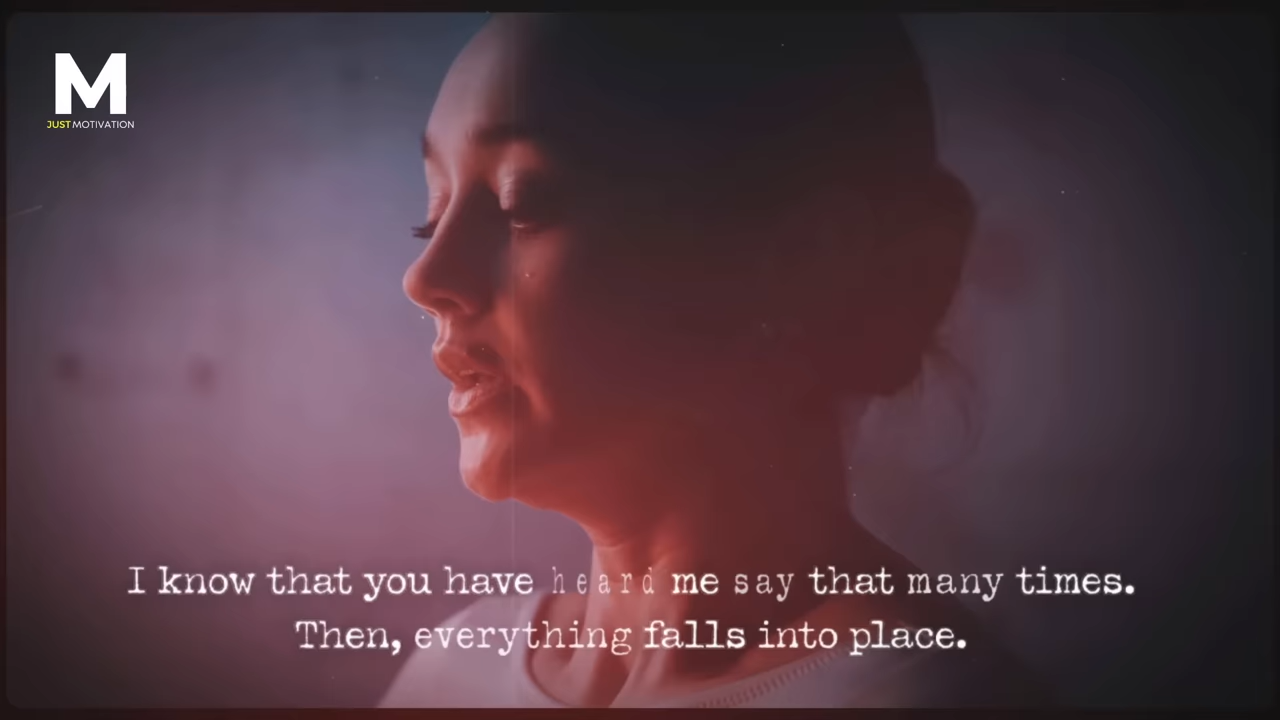 M
JUST MOTIVATION
I know that you have heard me say that many times.
Then, everything falls into place.